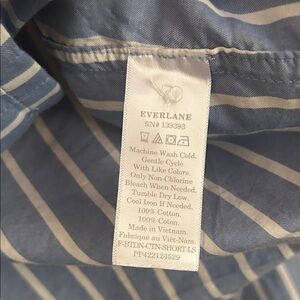 EVERLANE
RN# 139393
Machine Wash Cold.
Gentle Cycle
With Like Colors.
Only Non-Chlorine
Bleach When Needed.
Tumble Dry Low.
Cool Iron If Needed.
100% Cotton.
100% Coton.
Made in Vietnam.
Fabriqué au Viêt-Nam.
F-BTDN-CTN-SHORT-LS
PP422124529